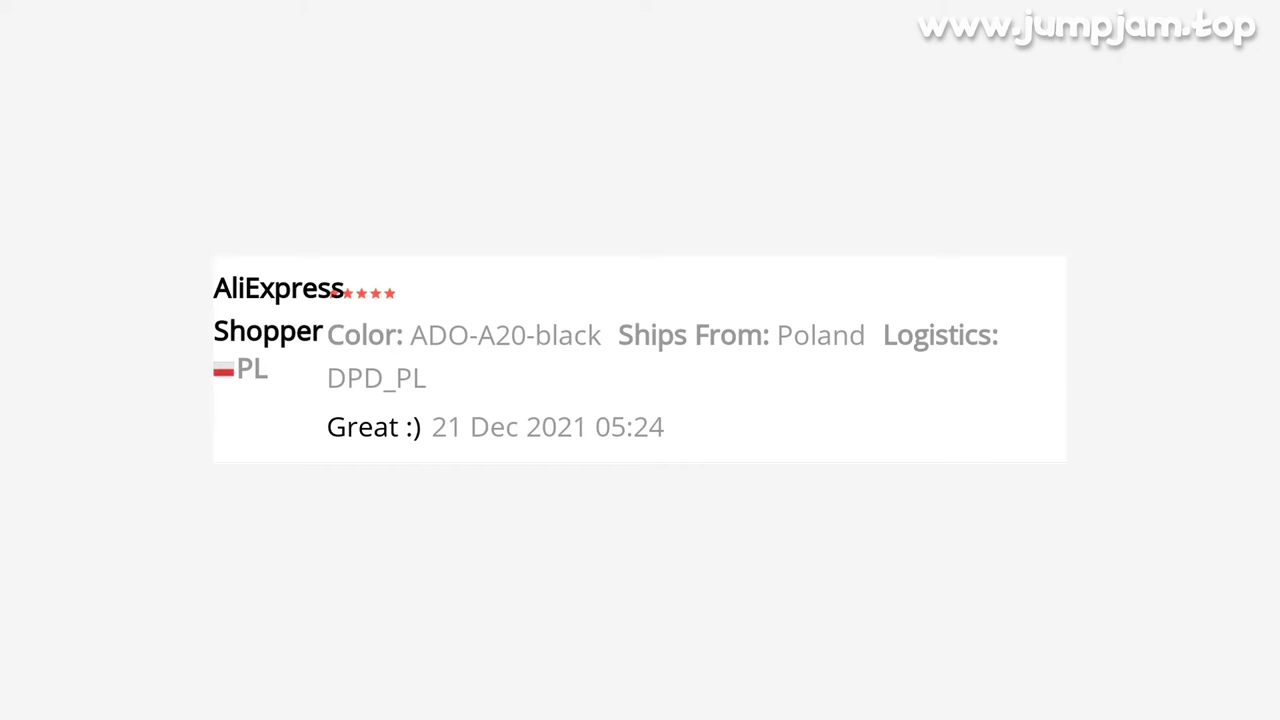 www.jumpjam.top
AliExpress
Shopper Color: ADO-A20-black Ships From: Poland Logistics:
PL DPD_PL
Great :) 21 Dec 2021 05:24